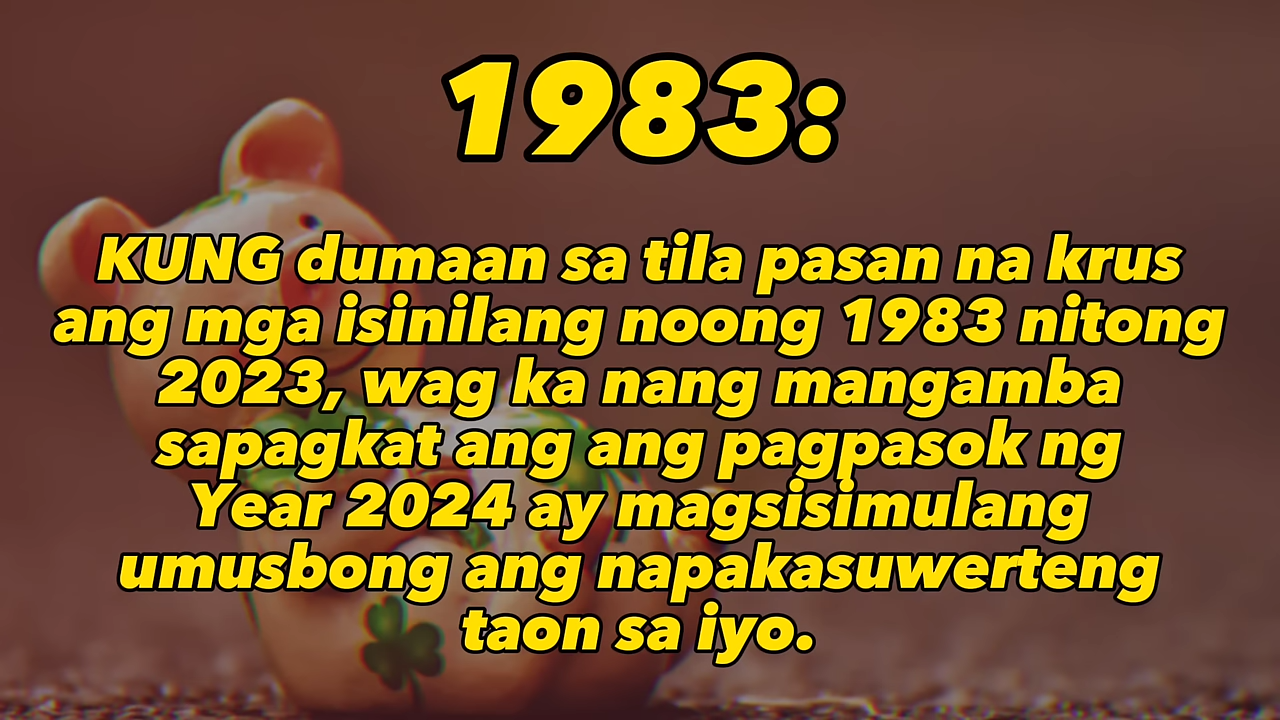 1983:
KUNG dumaan sa tila pasan na krus
ang mga isinilang noong 1983 nitong
2023, wag ka nang mangamba
sapagkat ang ang pagpasok ng
Year 2024 ay magsisimulang
umusbong ang napakasuwerteng
taon sa iyo.